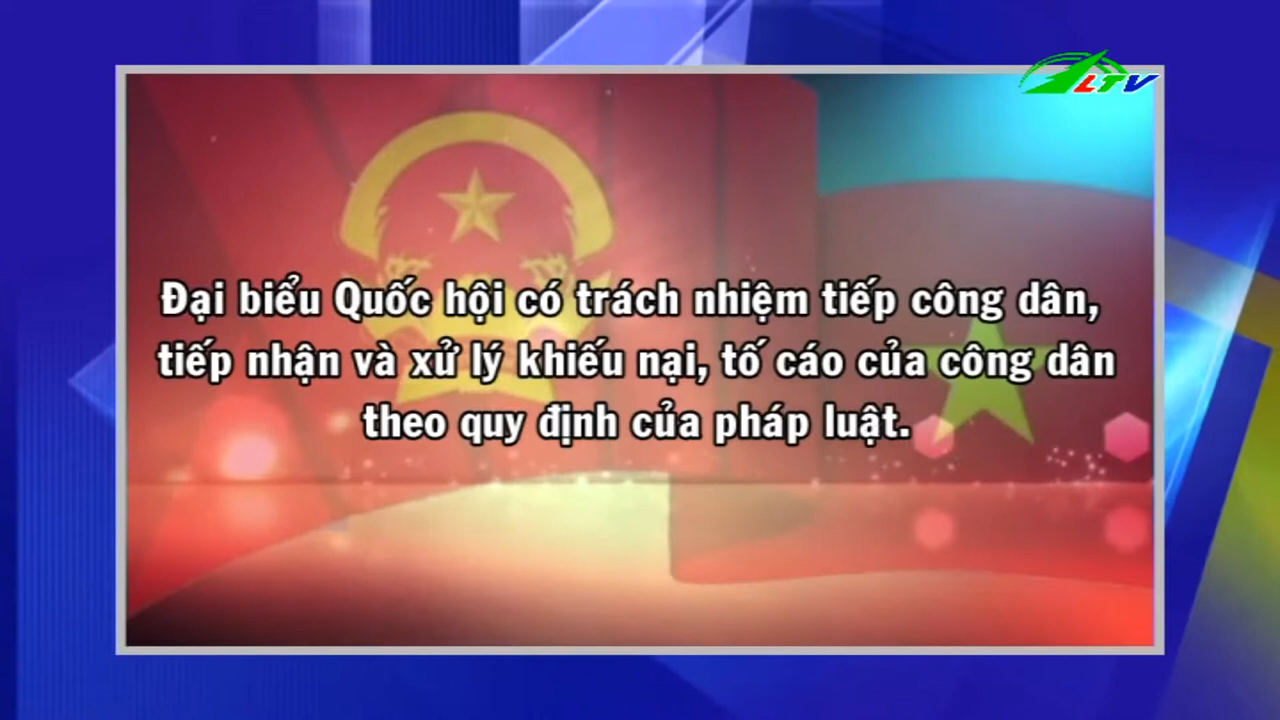 LTV
Đại biểu Quốc hội có trách nhiệm tiếp công dân,
tiếp nhận và xử lý khiếu nại, tố cáo của công dân
theo quy định của pháp luật.